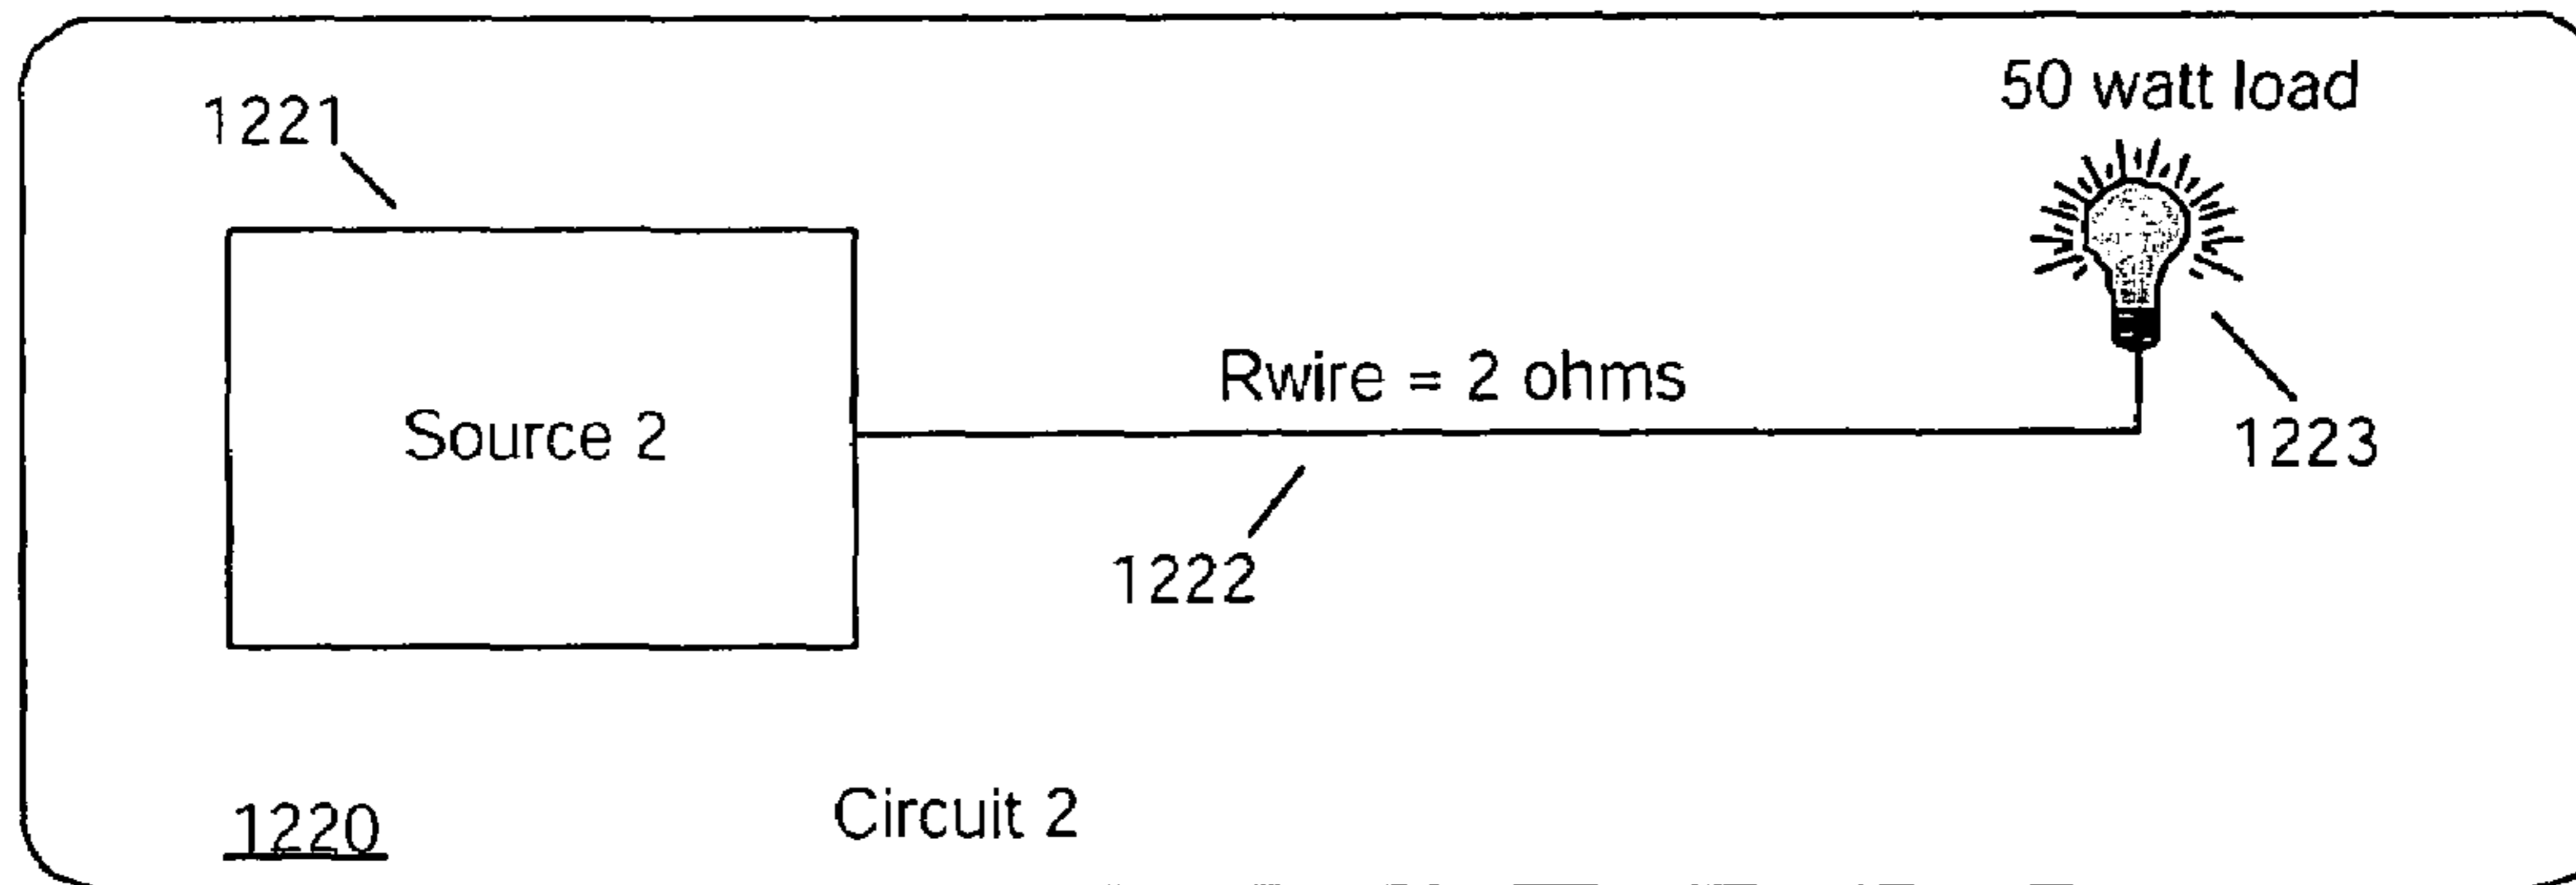 50 watt load
1221
Source 2
Rwire = 2 ohms
1223
1222
1220
Circuit 2